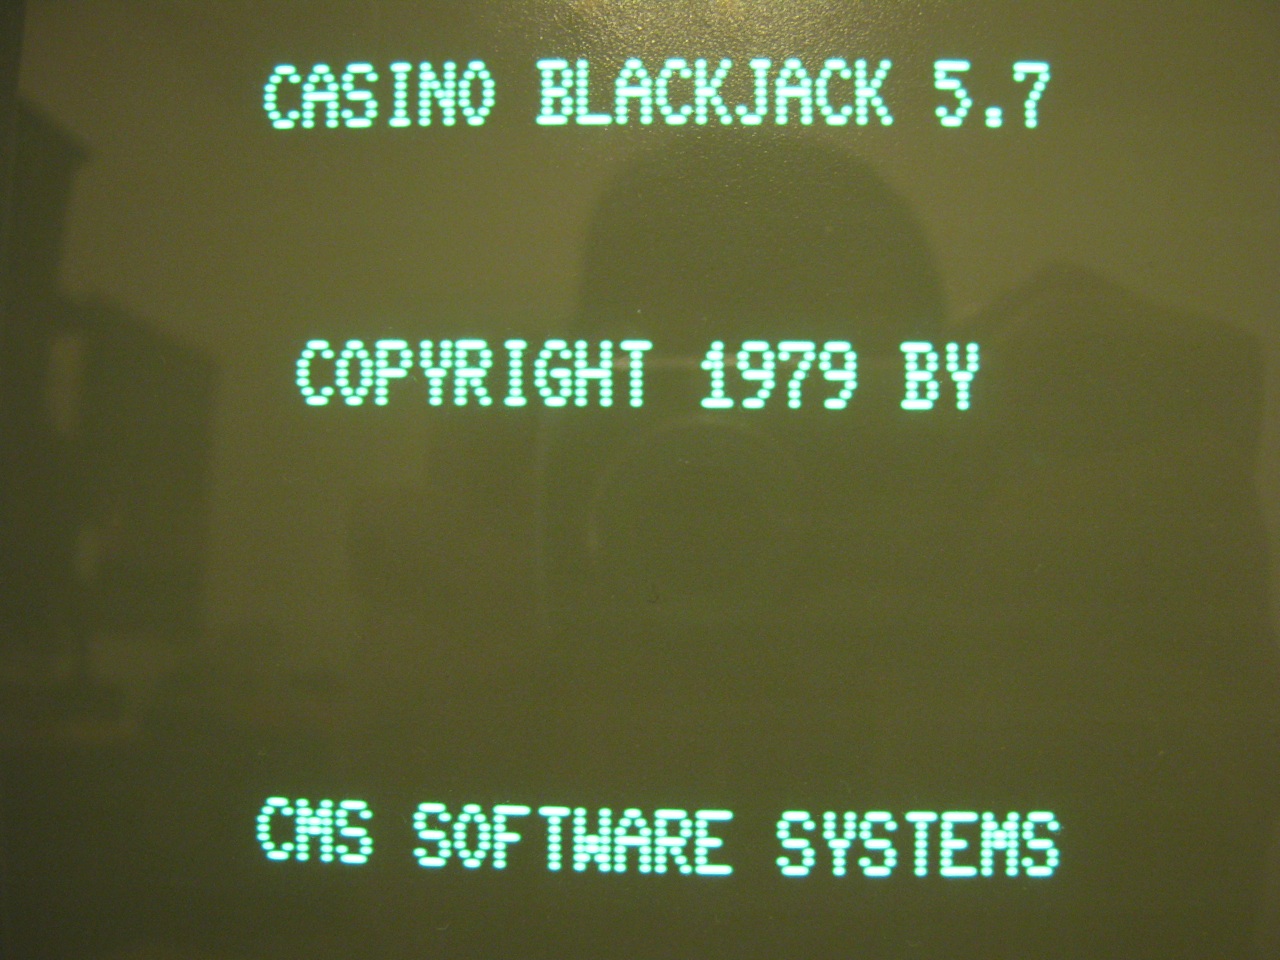 CASINO BLACKJACK 5.7
COPYRIGHT 1979 BY
CMS SOFTWARE SYSTEMS